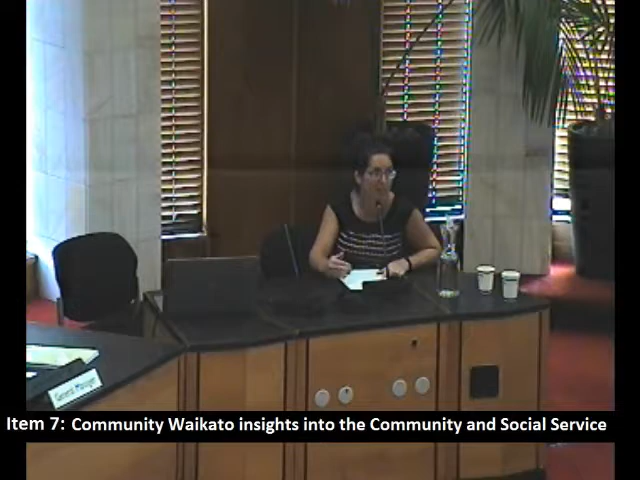 General Manager
Item 7: Community Waikato insights into the Community and Social Service